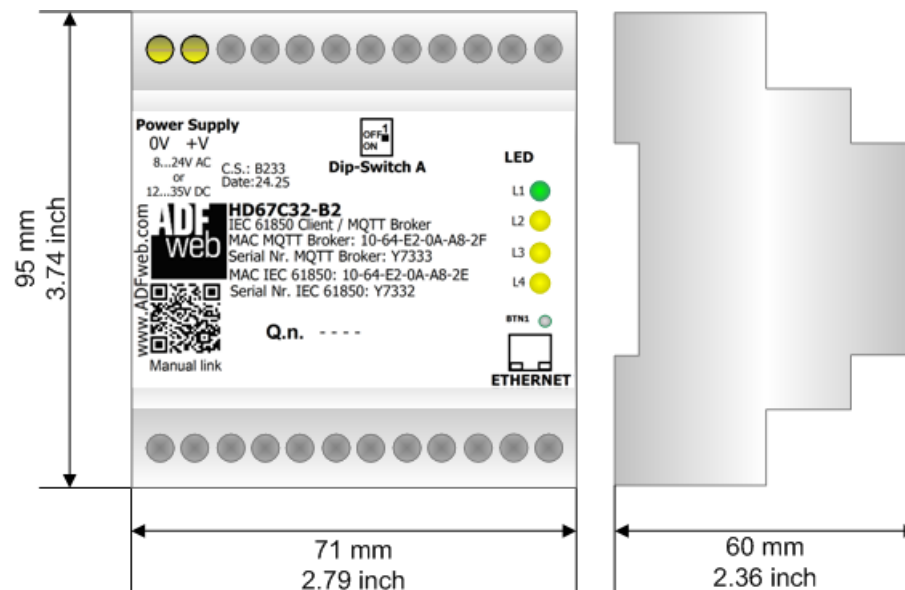 Power Supply
0V +V
8...24V AC
or
12...35V DC
C.S.: B233
Date:24.25
OFF 1
ON
Dip-Switch A
LED
L1
L2
L3
L4
BTN1
ETHERNET
www.ADFweb.com
ADF
web
HD67C32-B2
IEC 61850 Client / MQTT Broker
MAC MQTT Broker: 10-64-E2-0A-A8-2F
Serial Nr. MQTT Broker: Y7333
MAC IEC 61850: 10-64-E2-0A-A8-2E
Serial Nr. IEC 61850: Y7332
Q.n. - - - -
Manual link
95 mm
3.74 inch
71 mm
2.79 inch
60 mm
2.36 inch